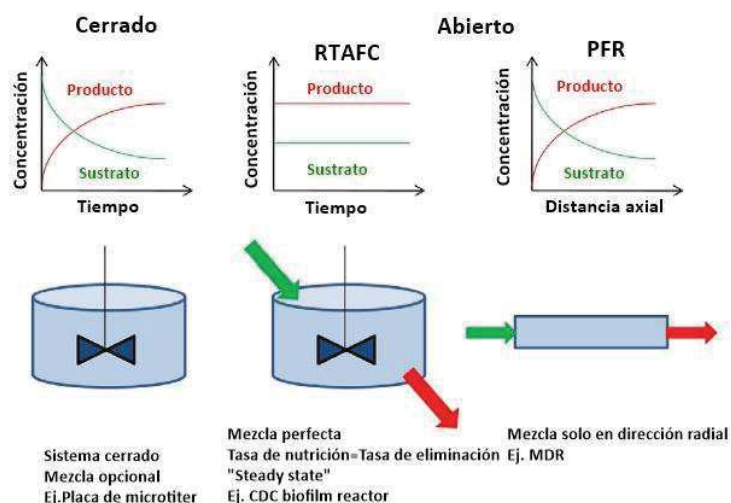 Cerrado
Abierto
RTAFC
PFR
Concentración
Producto
Sustrato
Tiempo
Concentración
Producto
Sustrato
Tiempo
Concentración
Producto
Sustrato
Distancia axial
Sistema cerrado
Mezcla opcional
Ej.Placa de microtiter
Mezcla perfecta
Tasa de nutrición=Tasa de eliminación
"Steady state"
Ej. CDC biofilm reactor
Mezcla solo en dirección radial
Ej. MDR